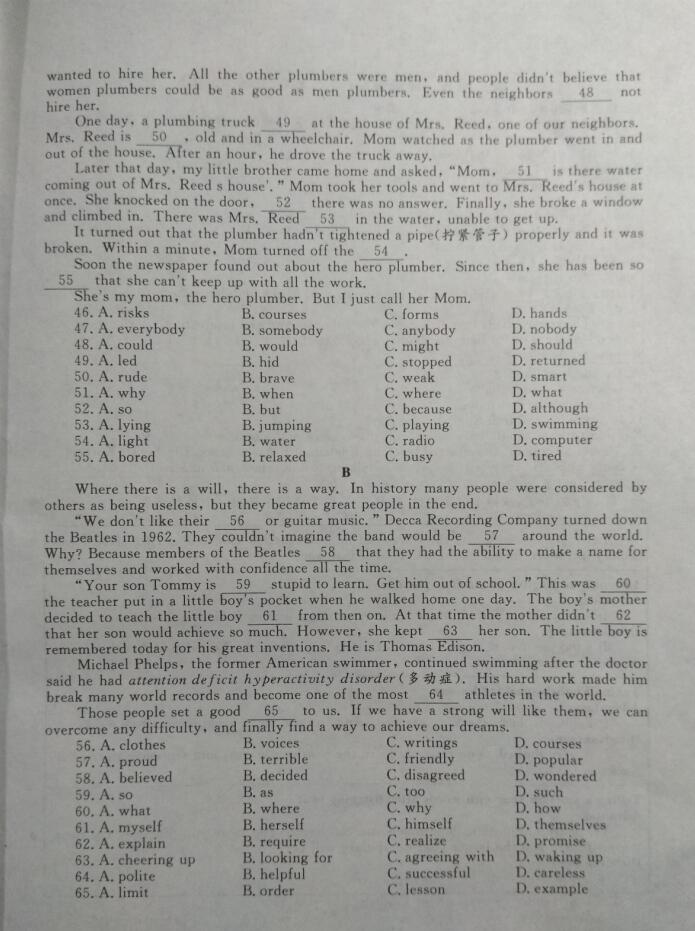 wanted to hire her. All the other plumbers were men, and people didn't believe that
women plumbers could be as good as men plumbers. Even the neighbors 48 not
hire her.
One day, a plumbing truck 49 at the house of Mrs. Reed, one of our neighbors.
Mrs. Reed is 50 , old and in a wheelchair. Mom watched as the plumber went in and
out of the house. After an hour, he drove the truck away.
Later that day, my little brother came home and asked, “Mom, 51 is there water
coming out of Mrs. Reed s house'. ” Mom took her tools and went to Mrs. Reed's house at
once. She knocked on the door, 52 there was no answer. Finally, she broke a window
and climbed in. There was Mrs. Reed 53 in the water, unable to get up.
It turned out that the plumber hadn't tightened a pipe(拧紧管子) properly and it was
broken. Within a minute, Mom turned off the 54 .
Soon the newspaper found out about the hero plumber. Since then, she has been so
55 that she can't keep up with all the work.
She's my mom, the hero plumber. But I just call her Mom.
46. A. risks B. courses C. forms D. hands
47. A. everybody B. somebody C. anybody D. nobody
48. A. could B. would C. might D. should
49. A. led B. hid C. stopped D. returned
50. A. rude B. brave C. weak D. smart
51. A. why B. when C. where D. what
52. A. so B. but C. because D. although
53. A. lying B. jumping C. playing D. swimming
54. A. light B. water C. radio D. computer
55. A. bored B. relaxed C. busy D. tired
B
Where there is a will, there is a way. In history many people were considered by
others as being useless, but they became great people in the end.
“We don't like their 56 or guitar music. ” Decca Recording Company turned down
the Beatles in 1962. They couldn't imagine the band would be 57 around the world.
Why? Because members of the Beatles 58 that they had the ability to make a name for
themselves and worked with confidence all the time.
“Your son Tommy is 59 stupid to learn. Get him out of school. ” This was 60
the teacher put in a little boy's pocket when he walked home one day. The boy's mother
decided to teach the little boy 61 from then on. At that time the mother didn't 62
that her son would achieve so much. However, she kept 63 her son. The little boy is
remembered today for his great inventions. He is Thomas Edison.
Michael Phelps, the former American swimmer, continued swimming after the doctor
said he had attention deficit hyperactivity disorder(多动症). His hard work made him
break many world records and become one of the most 64 athletes in the world.
Those people set a good 65 to us. If we have a strong will like them, we can
overcome any difficulty, and finally find a way to achieve our dreams.
56. A. clothes B. voices C. writings D. courses
57. A. proud B. terrible C. friendly D. popular
58. A. believed B. decided C. disagreed D. wondered
59. A. so B. as C. too D. such
60. A. what B. where C. why D. how
61. A. myself B. herself C. himself D. themselves
62. A. explain B. require C. realize D. promise
63. A. cheering up B. looking for C. agreeing with D. waking up
64. A. polite B. helpful C. successful D. careless
65. A. limit B. order C. lesson D. example